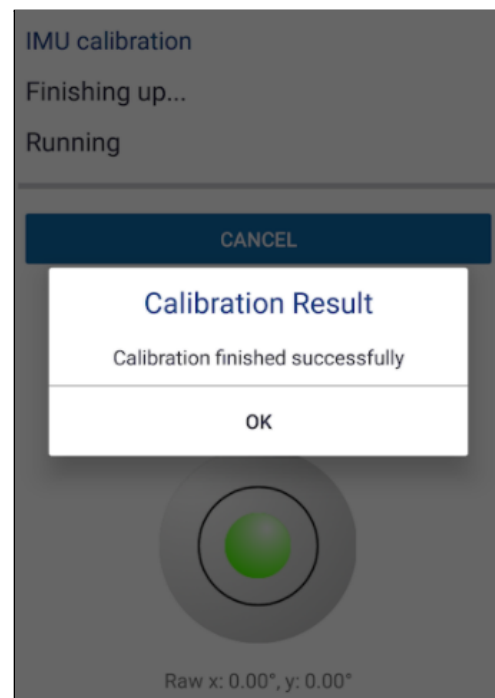 IMU calibration
Finishing up...
Running
CANCEL
Calibration Result
Calibration finished successfully
OK
Raw x: 0.00°, y: 0.00°